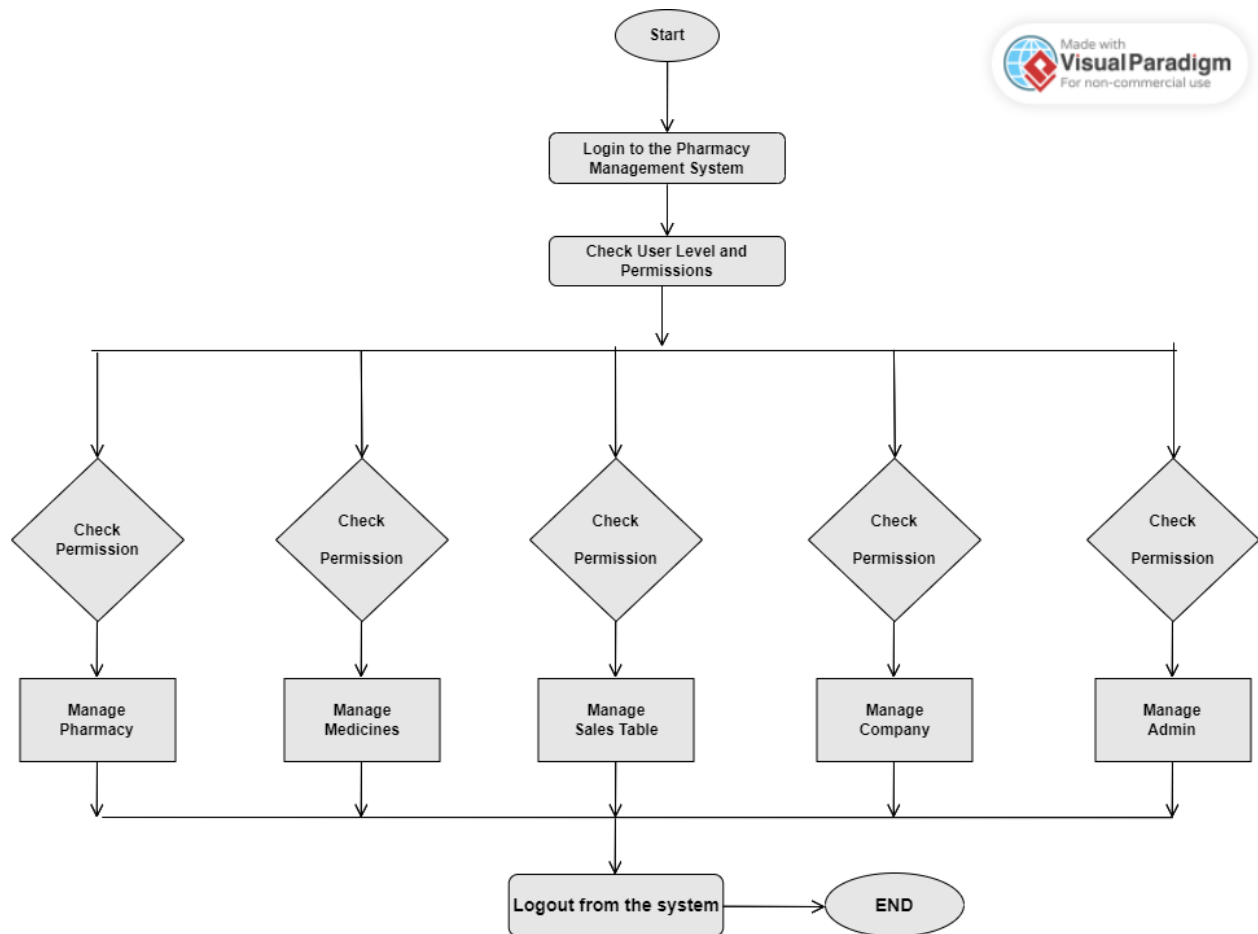 Start
Made with
Visual Paradigm
For non-commercial use
Login to the Pharmacy
Management System
Check User Level and
Permissions
Check
Permission
Check
Permission
Check
Permission
Check
Permission
Check
Permission
Manage
Pharmacy
Manage
Medicines
Manage
Sales Table
Manage
Company
Manage
Admin
Logout from the system
END